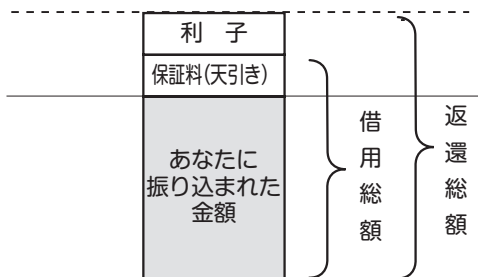 利　子
保証料(天引き)
あなたに
振り込まれた
金額
借用総額
返還総額